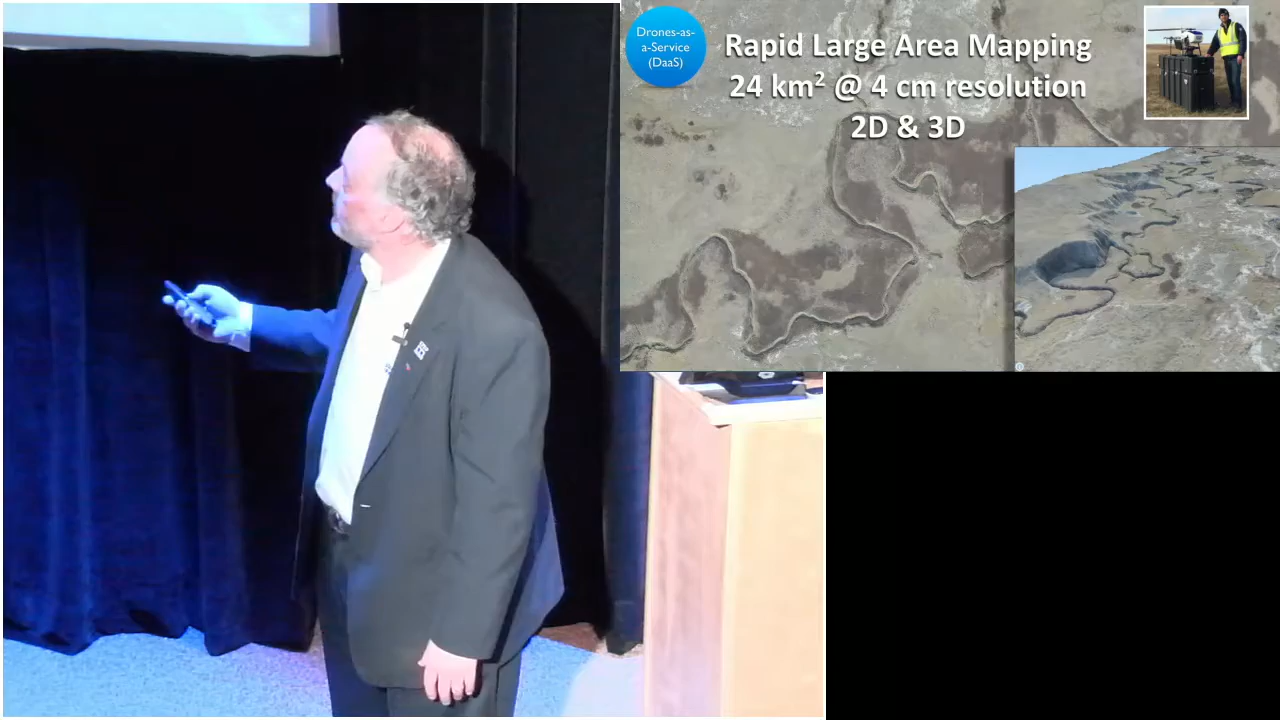 Drones-as-
a-Service
(DaaS)
Rapid Large Area Mapping
24 km² @ 4 cm resolution
2D & 3D